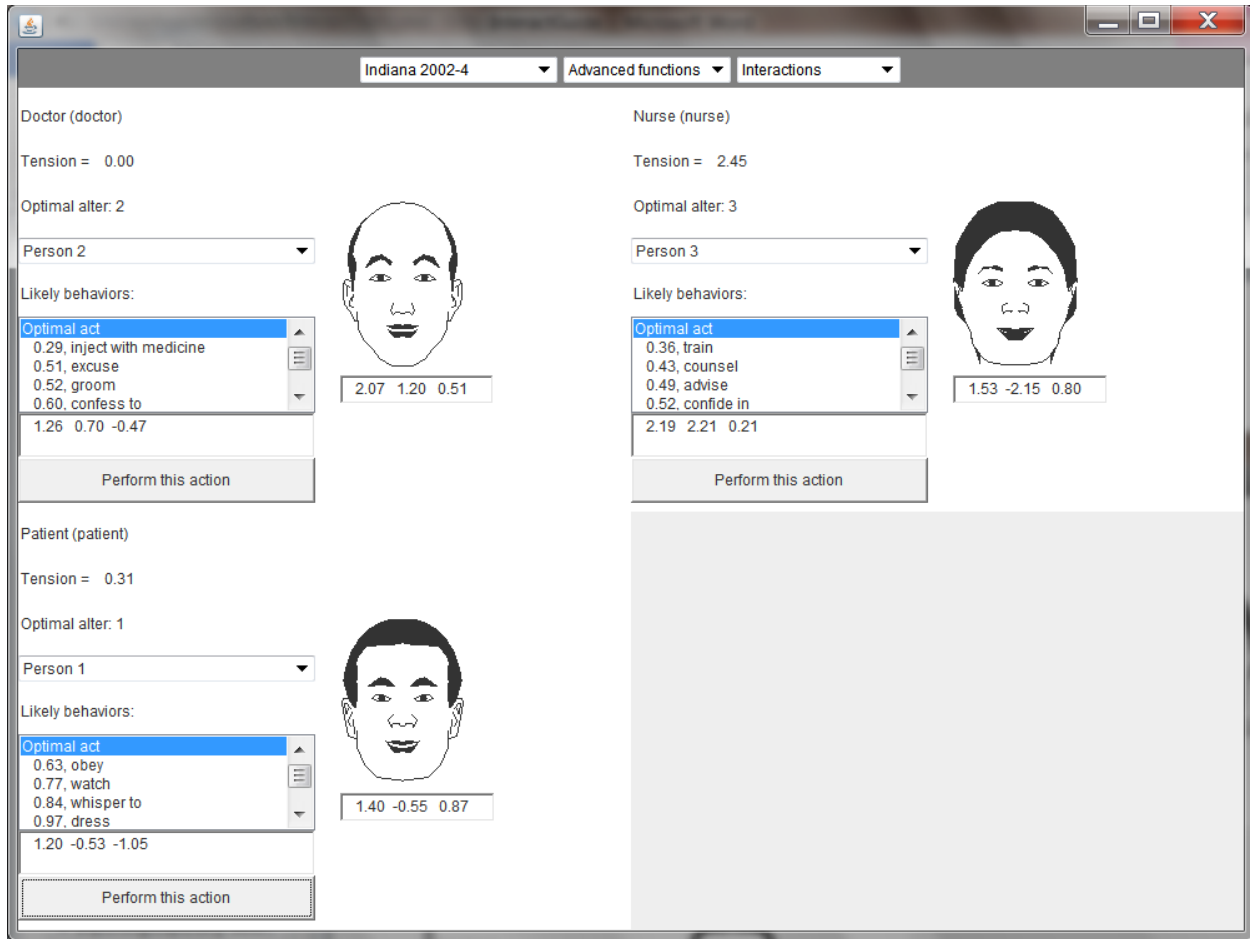 Indiana 2002-4 Advanced functions Interactions
Doctor (doctor)
Tension = 0.00
Optimal alter: 2
Person 2
Likely behaviors:
Optimal act
0.29, inject with medicine
0.51, excuse
0.52, groom
0.60, confess to
1.26 0.70 -0.47
Perform this action
2.07 1.20 0.51
Nurse (nurse)
Tension = 2.45
Optimal alter: 3
Person 3
Likely behaviors:
Optimal act
0.36, train
0.43, counsel
0.49, advise
0.52, confide in
2.19 2.21 0.21
Perform this action
1.53 -2.15 0.80
Patient (patient)
Tension = 0.31
Optimal alter: 1
Person 1
Likely behaviors:
Optimal act
0.63, obey
0.77, watch
0.84, whisper to
0.97, dress
1.20 -0.53 -1.05
Perform this action
1.40 -0.55 0.87